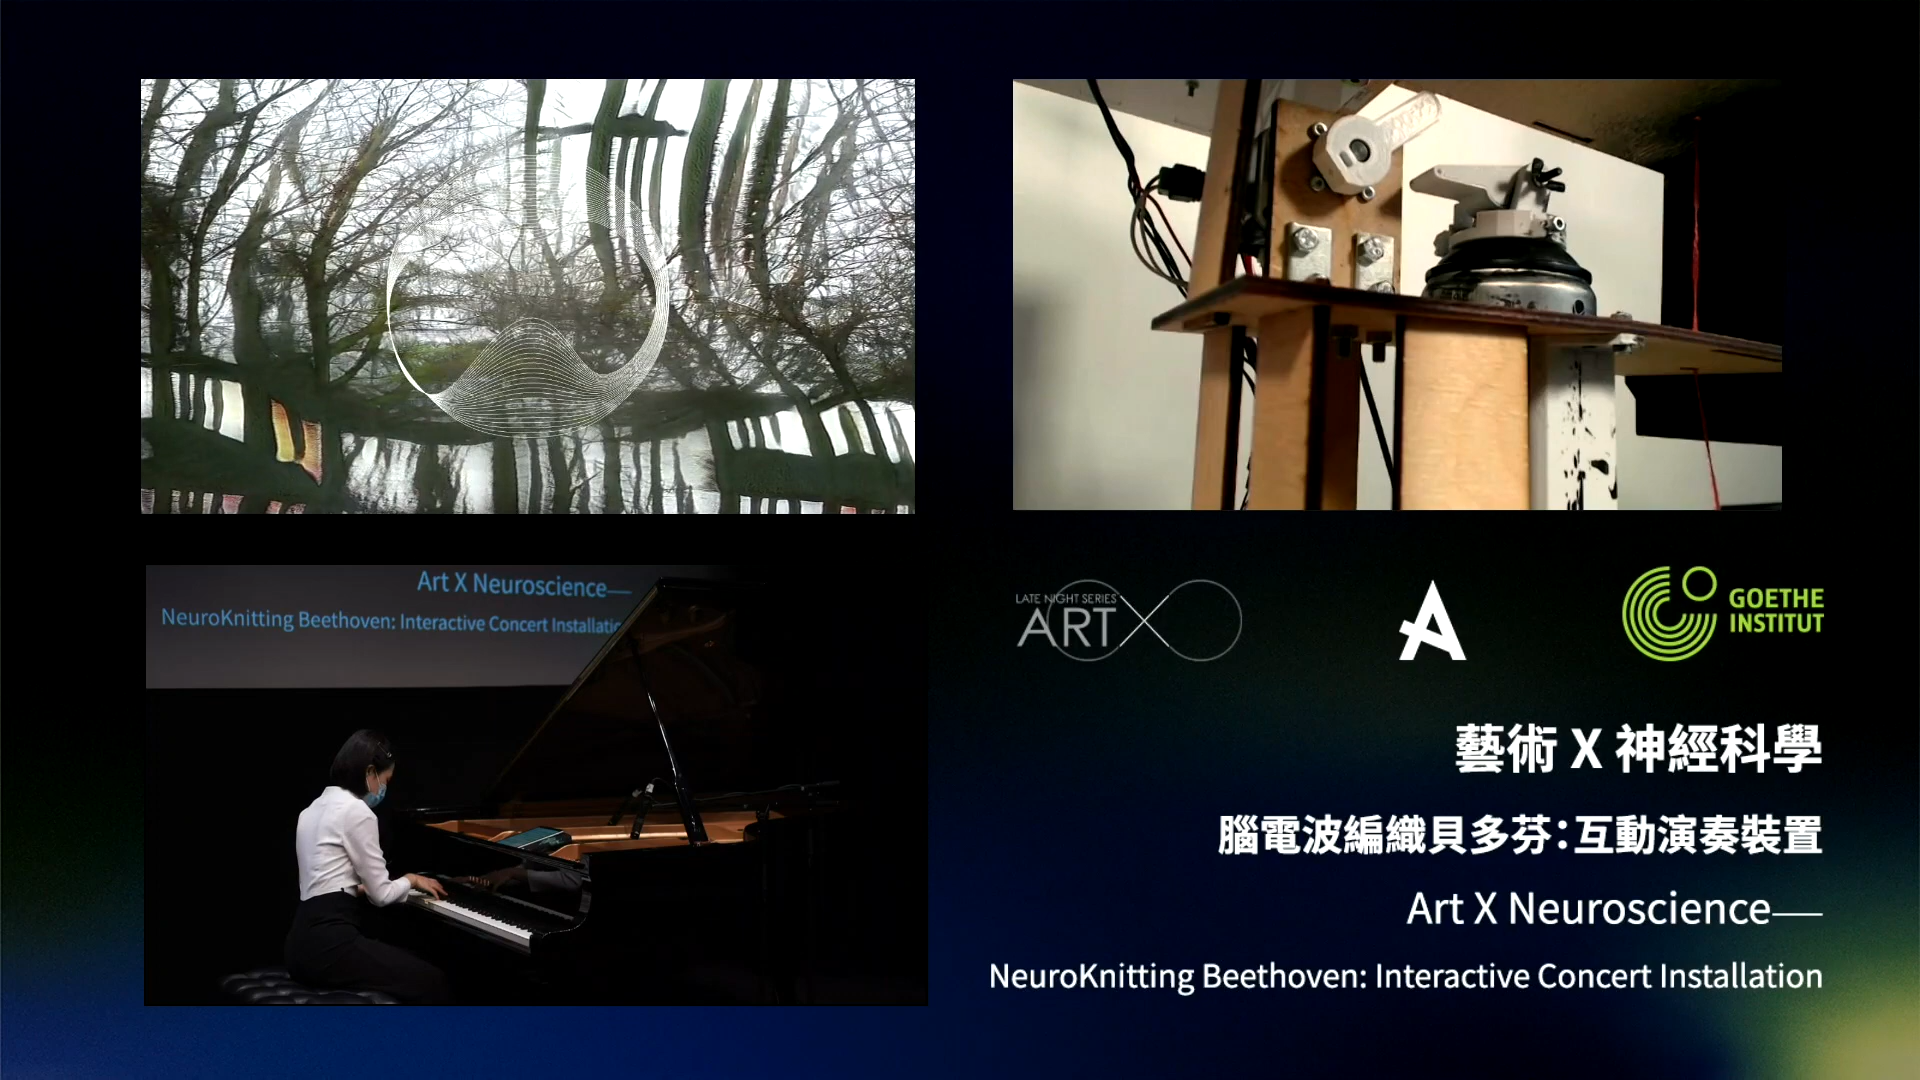 Art X Neuroscience—
NeuroKnitting Beethoven: Interactive Concert Installatio
LATE NIGHT SERIES
ART
A
GOETHE
INSTITUT
藝術 X 神經科學
腦電波編織貝多芬：互動演奏裝置
Art X Neuroscience—
NeuroKnitting Beethoven: Interactive Concert Installation